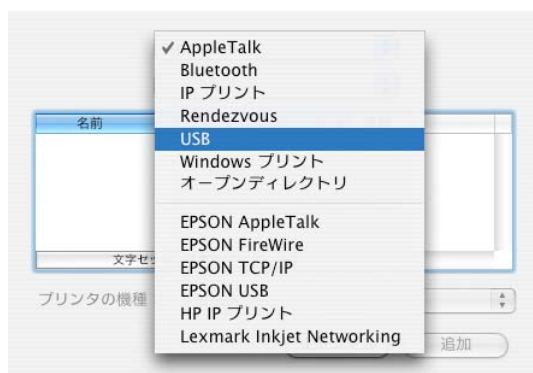 ✓ AppleTalk
Bluetooth
IP プリント
Rendezvous
名前
USB
Windows プリント
オープンディレクトリ
EPSON AppleTalk
EPSON FireWire
文字セ
EPSON TCP/IP
EPSON USB
プリンタの機種
HP IP プリント
Lexmark Inkjet Networking
追加